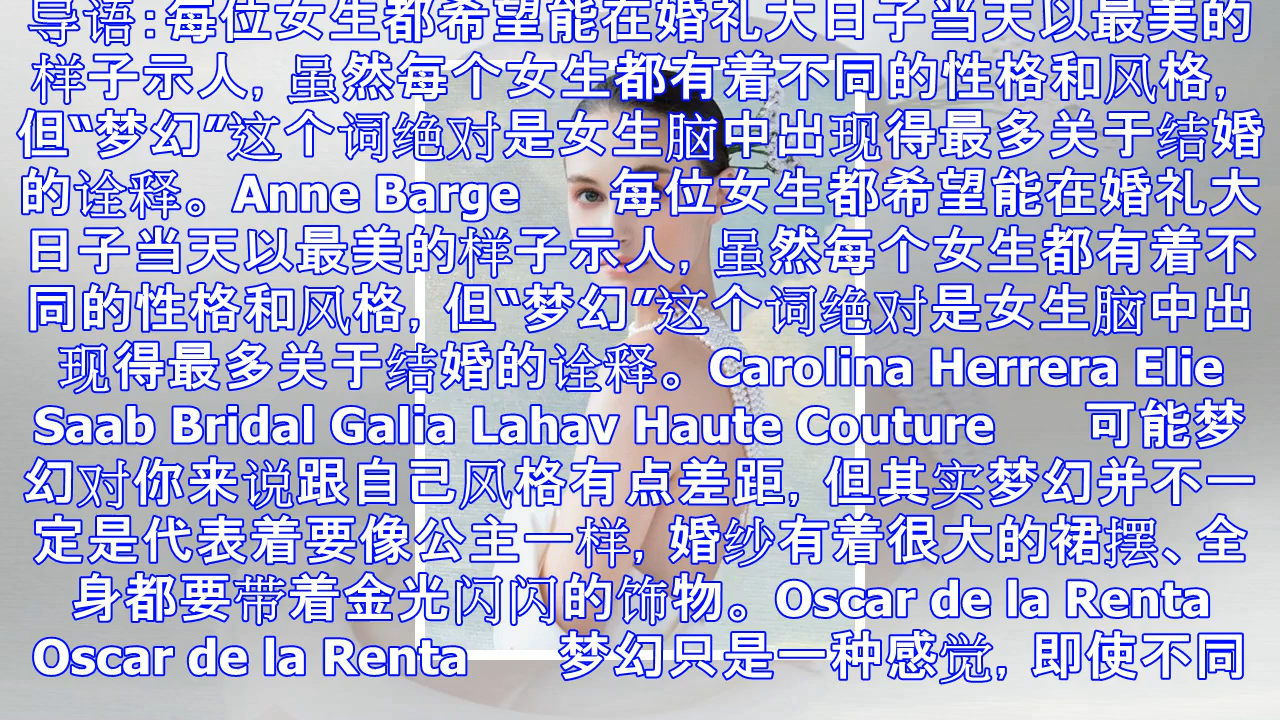 导语:每位女生都希望能在婚礼大日子当天以最美的
样子示人, 虽然每个女生都有着不同的性格和风格,
但“梦幻”这个词绝对是女生脑中出现得最多关于结婚
的诠释。Anne Barge 每位女生都希望能在婚礼大
日子当天以最美的样子示人, 虽然每个女生都有着不
同的性格和风格, 但“梦幻”这个词绝对是女生脑中出
现得最多关于结婚的诠释。Carolina Herrera Elie
Saab Bridal Galia Lahav Haute Couture 可能梦
幻对你来说跟自己风格有点差距, 但其实梦幻并不一
定是代表着要像公主一样, 婚纱有着很大的裙摆、全
身都要带着金光闪闪的饰物。Oscar de la Renta
Oscar de la Renta 梦幻只是一种感觉, 即使不同